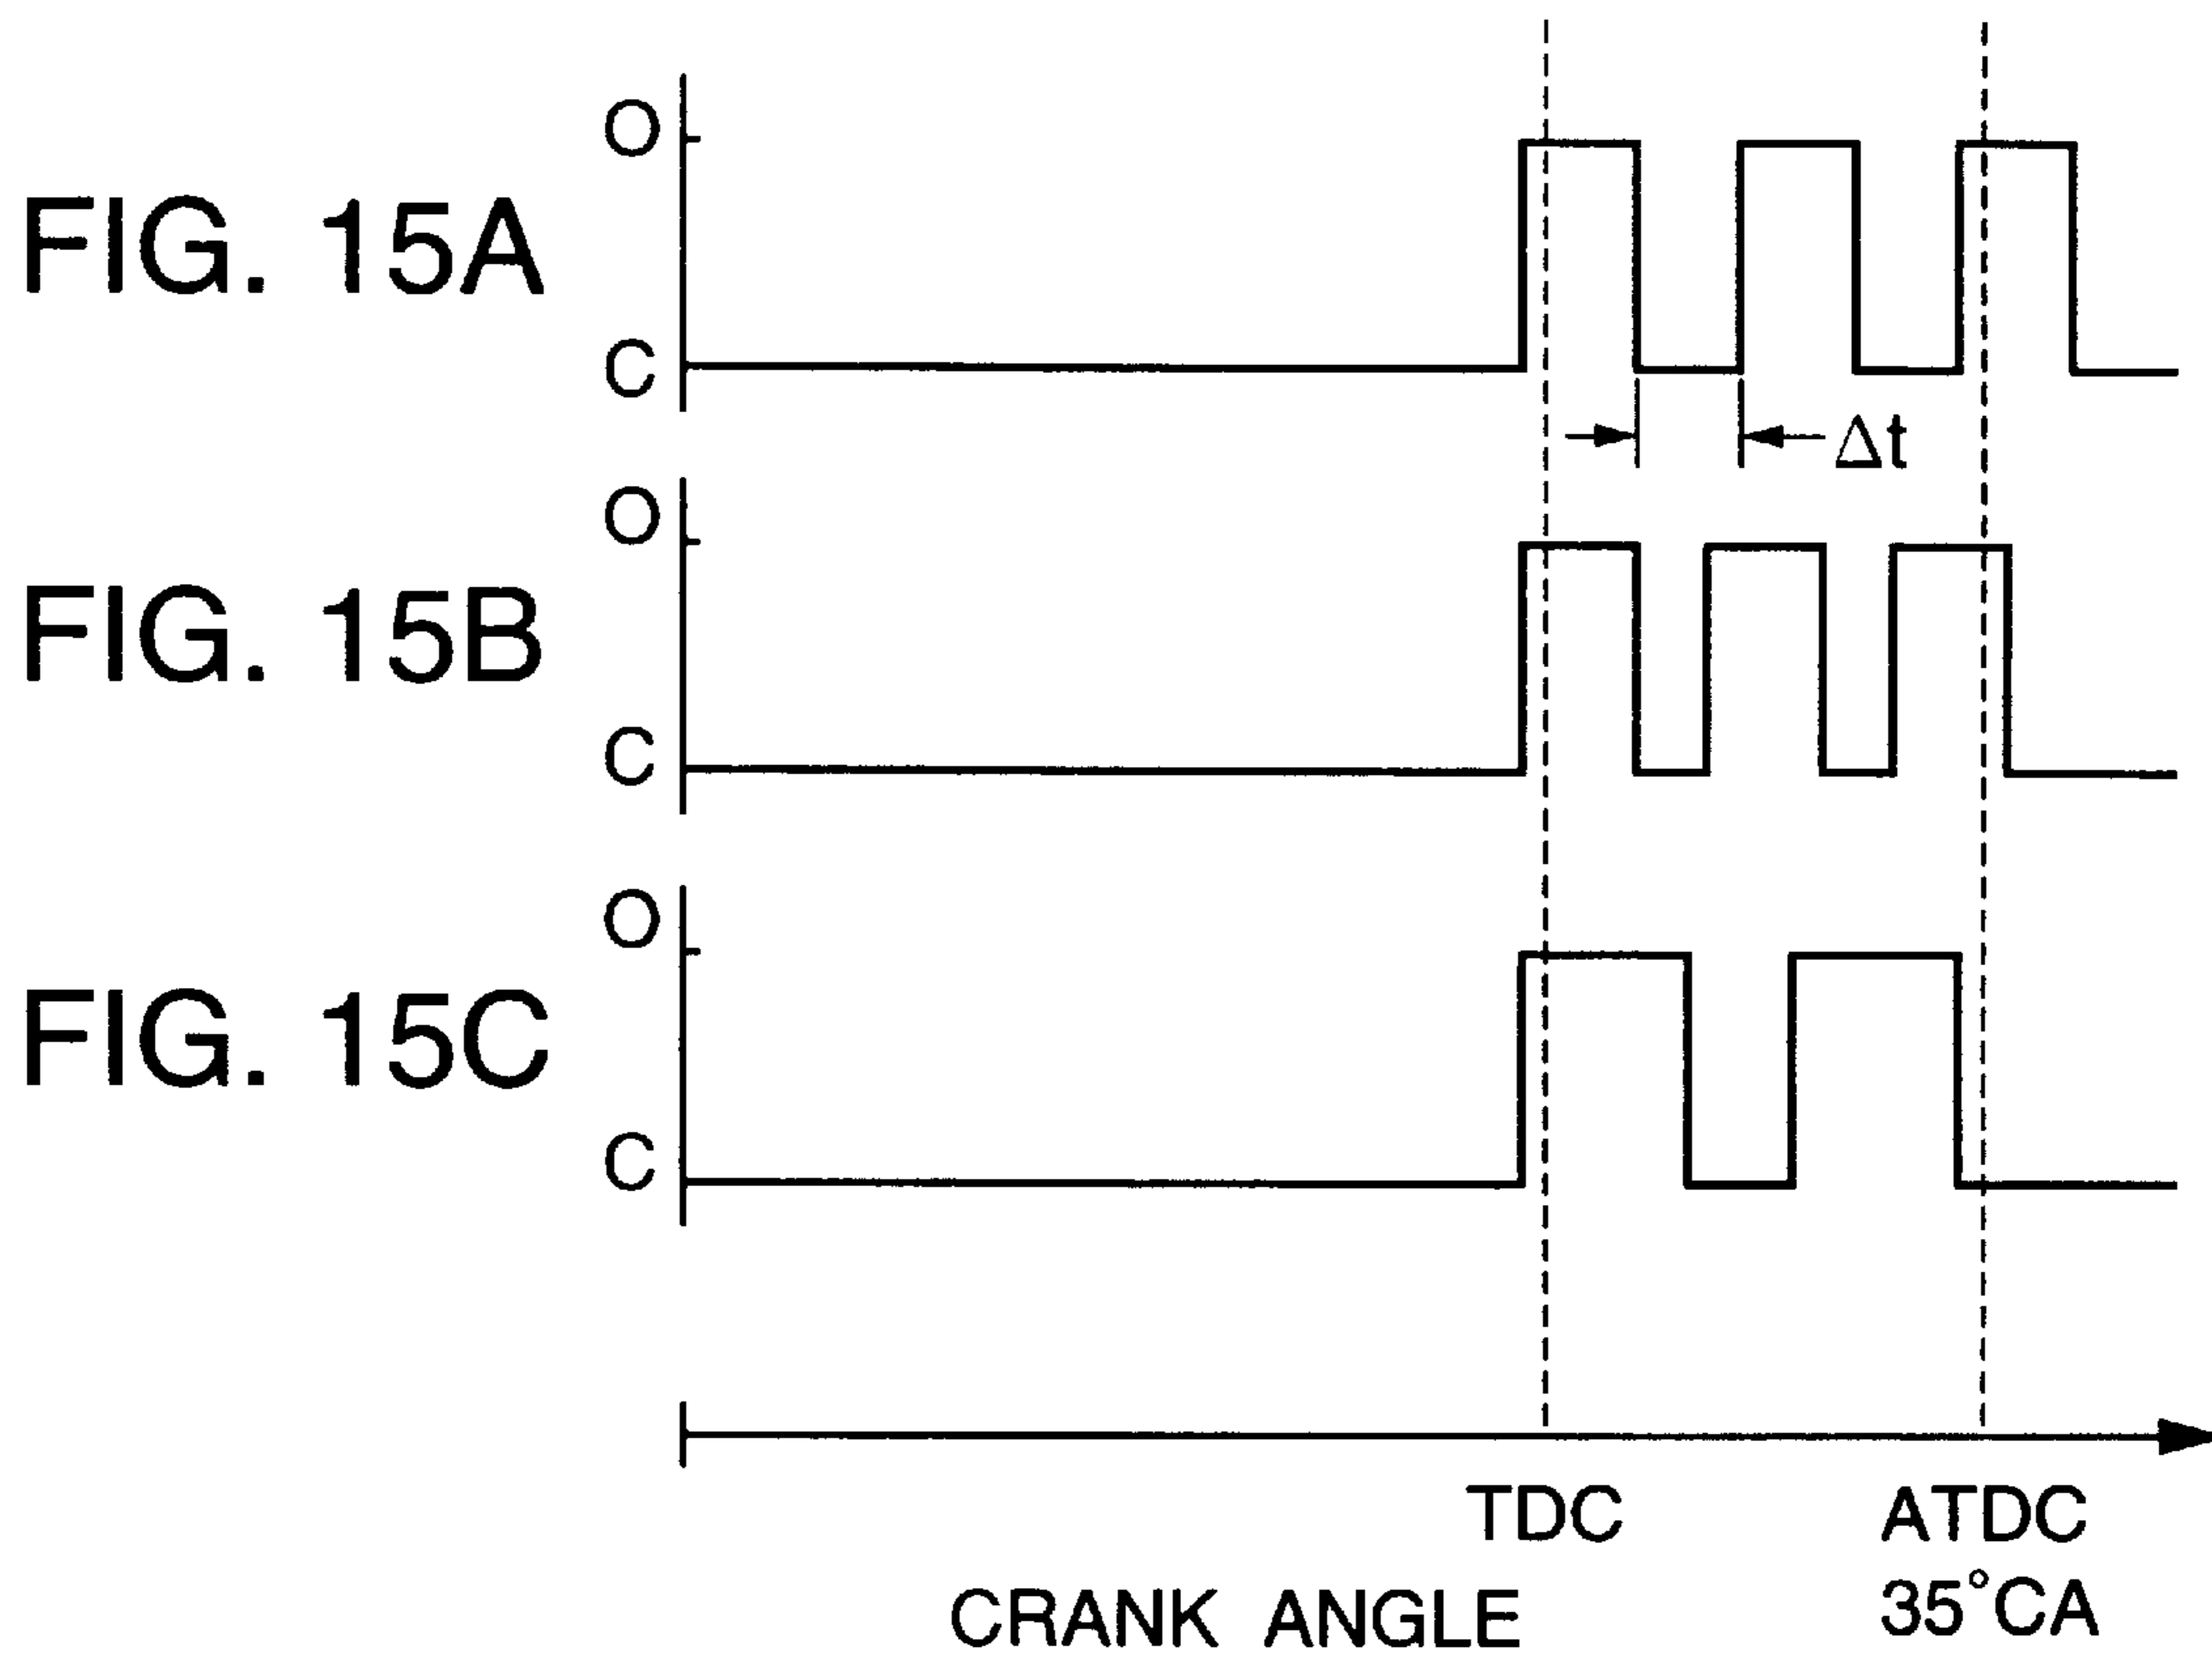 FIG. 15A
O
C
Δt
FIG. 15B
O
C
FIG. 15C
O
C
TDC
ATDC
35°CA
CRANK ANGLE